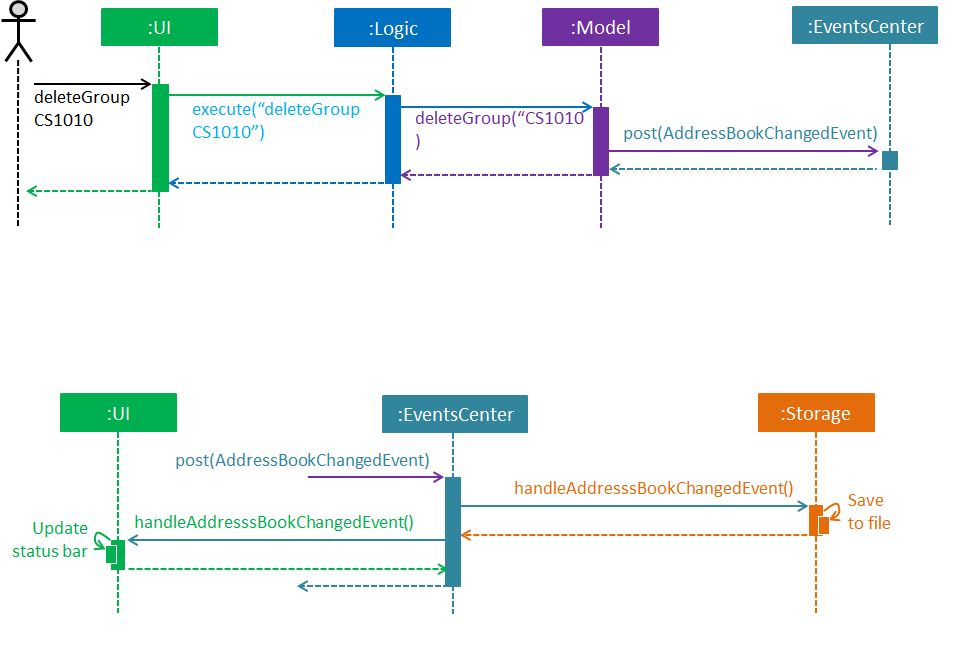 :UI
:Logic
:Model
:EventsCenter
deleteGroup
CS1010
execute(“deleteGroup
CS1010”)
deleteGroup(“CS1010
)
post(AddressBookChangedEvent)
:UI
:EventsCenter
:Storage
post(AddressBookChangedEvent)
handleAddresssBookChangedEvent()
Save
to file
handleAddresssBookChangedEvent()
Update
status bar